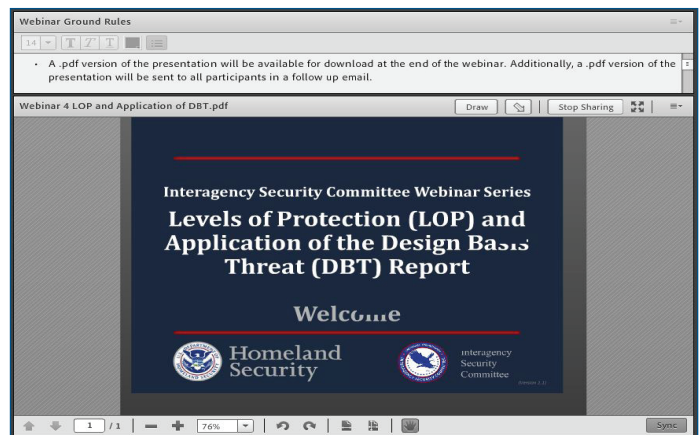 Webinar Ground Rules
14 T T T
• A .pdf version of the presentation will be available for download at the end of the webinar. Additionally, a .pdf version of the
presentation will be sent to all participants in a follow up email.
Webinar 4 LOP and Application of DBT.pdf
Draw
Stop Sharing
Interagency Security Committee Webinar Series
Levels of Protection (LOP) and
Application of the Design Basis
Threat (DBT) Report
Welcome
Homeland
Security
Interagency
Security
Committee
1 / 1
76%
Sync